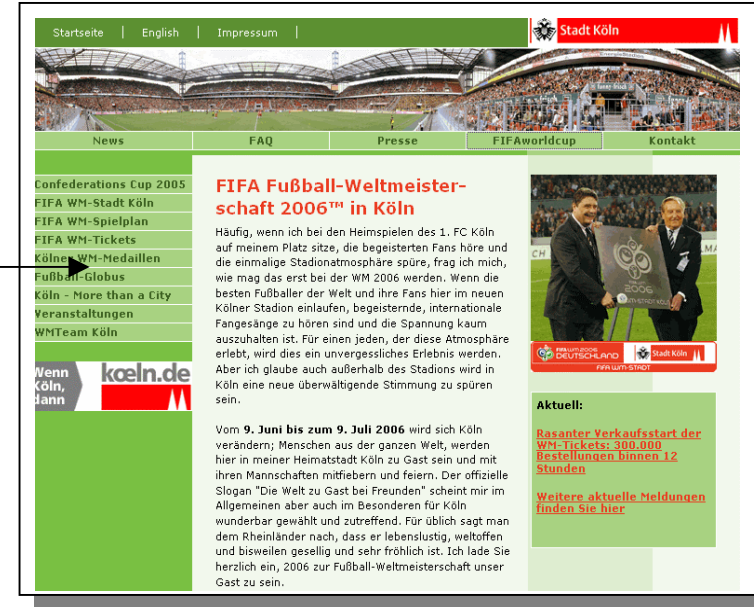 Startseite | English | Impressum |
Stadt Köln
News FAQ Presse FIFAworldcup Kontakt
Confederations Cup 2005
FIFA WM-Stadt Köln
FIFA WM-Spielplan
FIFA WM-Tickets
Kölner WM-Medaillen
Fußball-Globus
Köln - More than a City
Veranstaltungen
WMTeam Köln
Wenn
Köln,
dann
kœln.de
FIFA Fußball-Weltmeister-
schaft 2006™ in Köln
Häufig, wenn ich bei den Heimspielen des 1. FC Köln
auf meinem Platz sitze, die begeisterten Fans höre und
die einmalige Stadionatmosphäre spüre, frag ich mich,
wie mag das erst bei der WM 2006 werden. Wenn die
besten Fußballer der Welt und ihre Fans hier im neuen
Kölner Stadion einlaufen, begeisternde, internationale
Fangesänge zu hören sind und die Spannung kaum
auszuhalten ist. Für einen jeden, der diese Atmosphäre
erlebt, wird dies ein unvergessliches Erlebnis werden.
Aber ich glaube auch außerhalb des Stadions wird in
Köln eine neue überwältigende Stimmung zu spüren
sein.
Vom 9. Juni bis zum 9. Juli 2006 wird sich Köln
verändern; Menschen aus der ganzen Welt, werden
hier in meiner Heimatstadt Köln zu Gast sein und mit
ihren Mannschaften mitfiebern und feiern. Der offizielle
Slogan "Die Welt zu Gast bei Freunden" scheint mir im
Allgemeinen aber auch im Besonderen für Köln
wunderbar gewählt und zutreffend. Für üblich sagt man
dem Rheinländer nach, dass er lebenslustig, weltoffen
und bisweilen gesellig und sehr fröhlich ist. Ich lade Sie
herzlich ein, 2006 zur Fußball-Weltmeisterschaft unser
Gast zu sein.
2006
FIFA WM 2006
DEUTSCHLAND
Stadt Köln
FIFA WM-STADT
Aktuell:
Rasanter Verkaufsstart der
WM-Tickets: 300.000
Bestellungen binnen 12
Stunden
Weitere aktuelle Meldungen
finden Sie hier